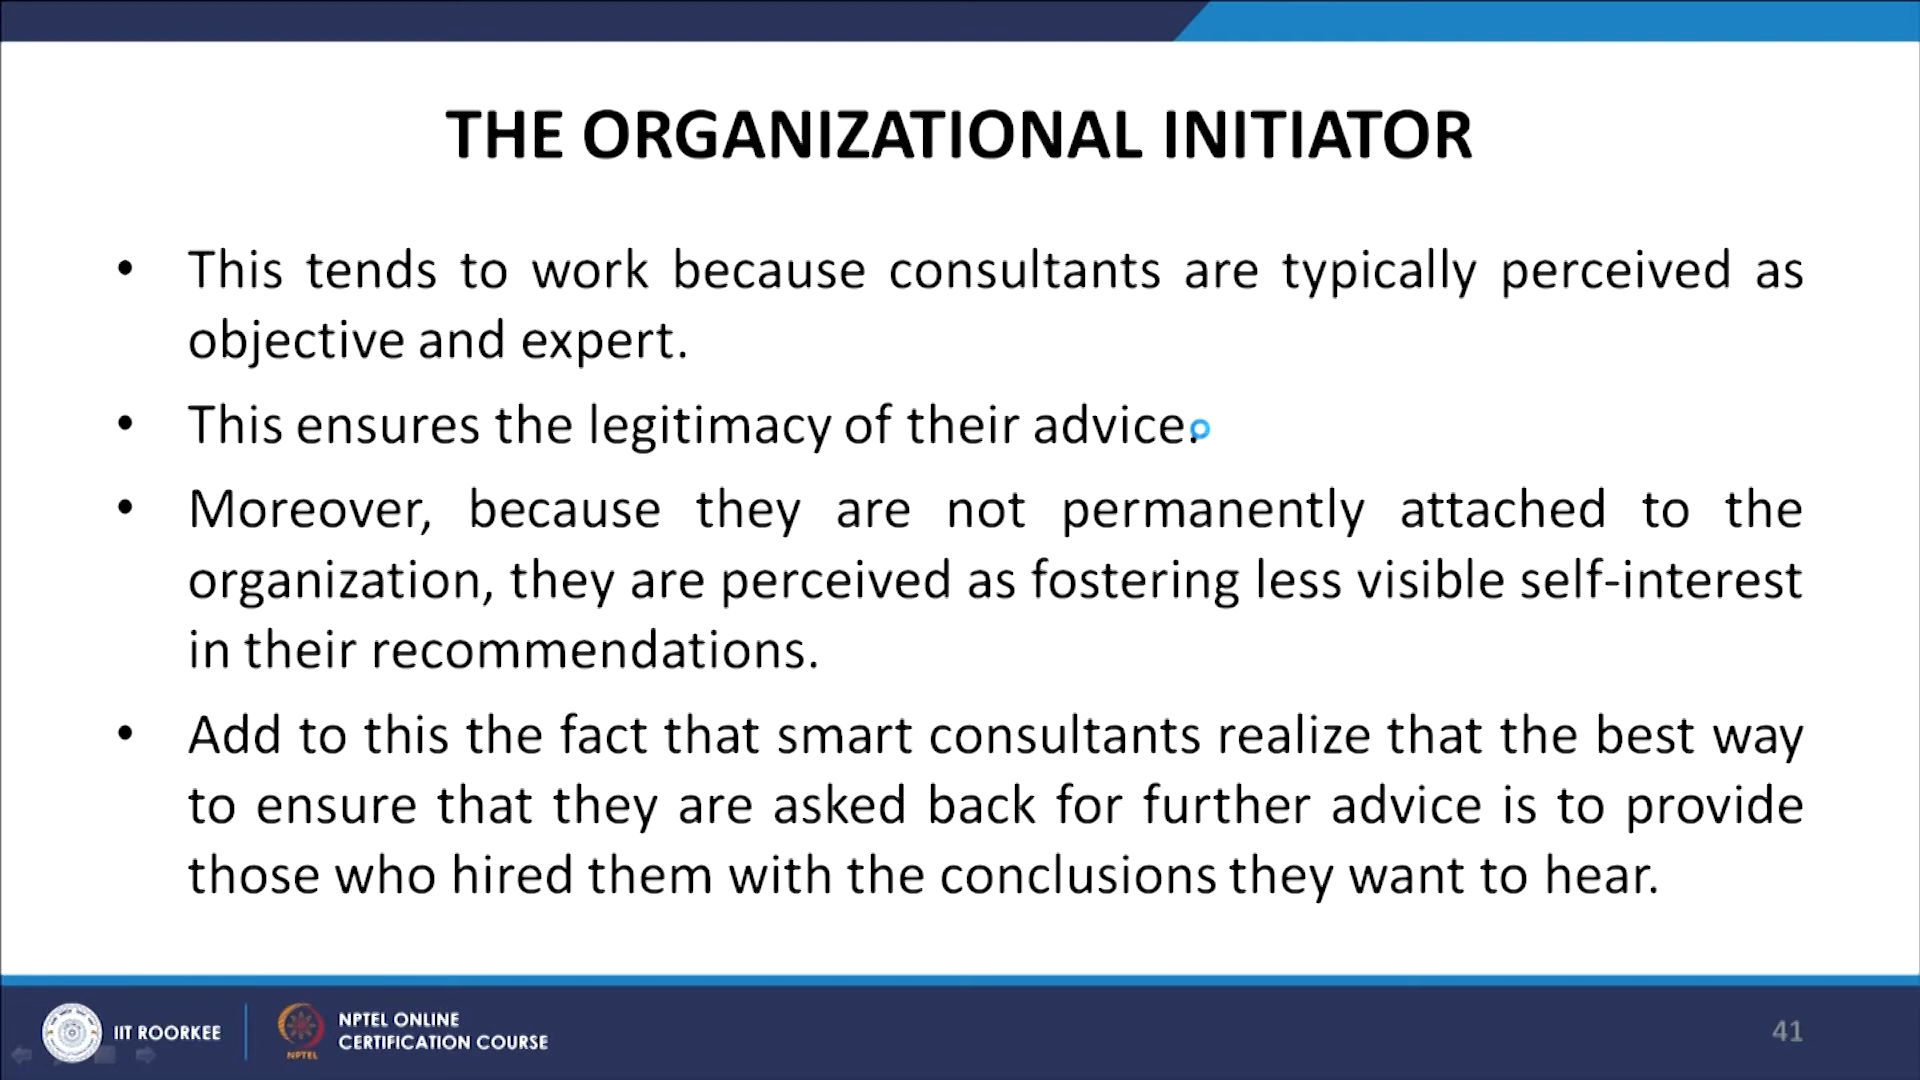 THE ORGANIZATIONAL INITIATOR
• This tends to work because consultants are typically perceived as
objective and expert.
• This ensures the legitimacy of their advice.
• Moreover, because they are not permanently attached to the
organization, they are perceived as fostering less visible self-interest
in their recommendations.
• Add to this the fact that smart consultants realize that the best way
to ensure that they are asked back for further advice is to provide
those who hired them with the conclusions they want to hear.
IIT ROORKEE
NPTEL
NPTEL ONLINE
CERTIFICATION COURSE
41